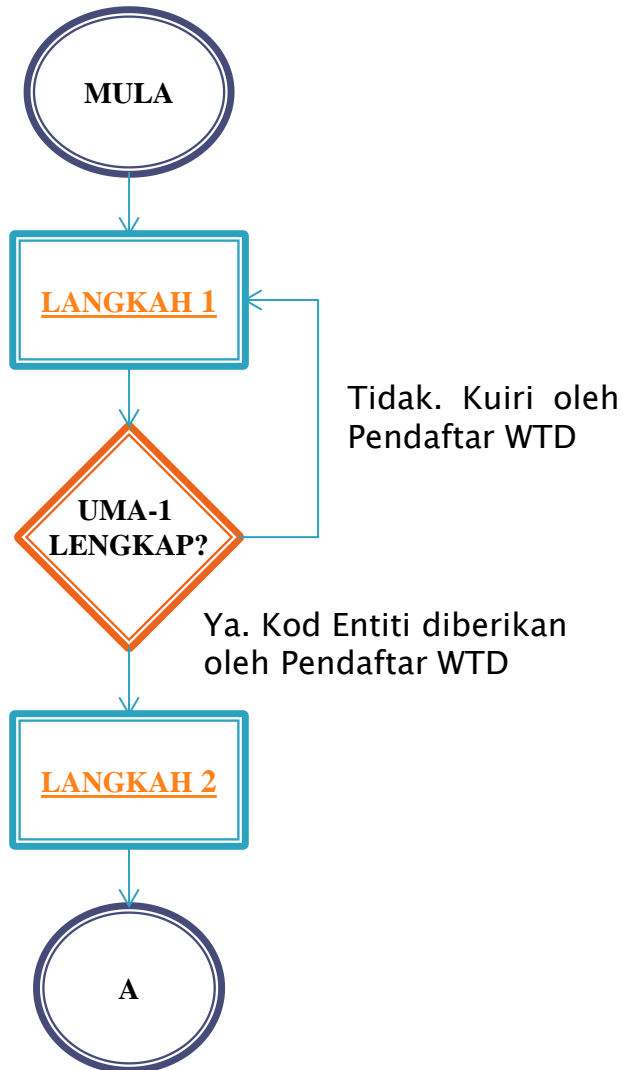 MULA
LANGKAH 1
Tidak. Kuiri oleh
Pendaftar WTD
UMA-1
LENGKAP?
Ya. Kod Entiti diberikan
oleh Pendaftar WTD
LANGKAH 2
A